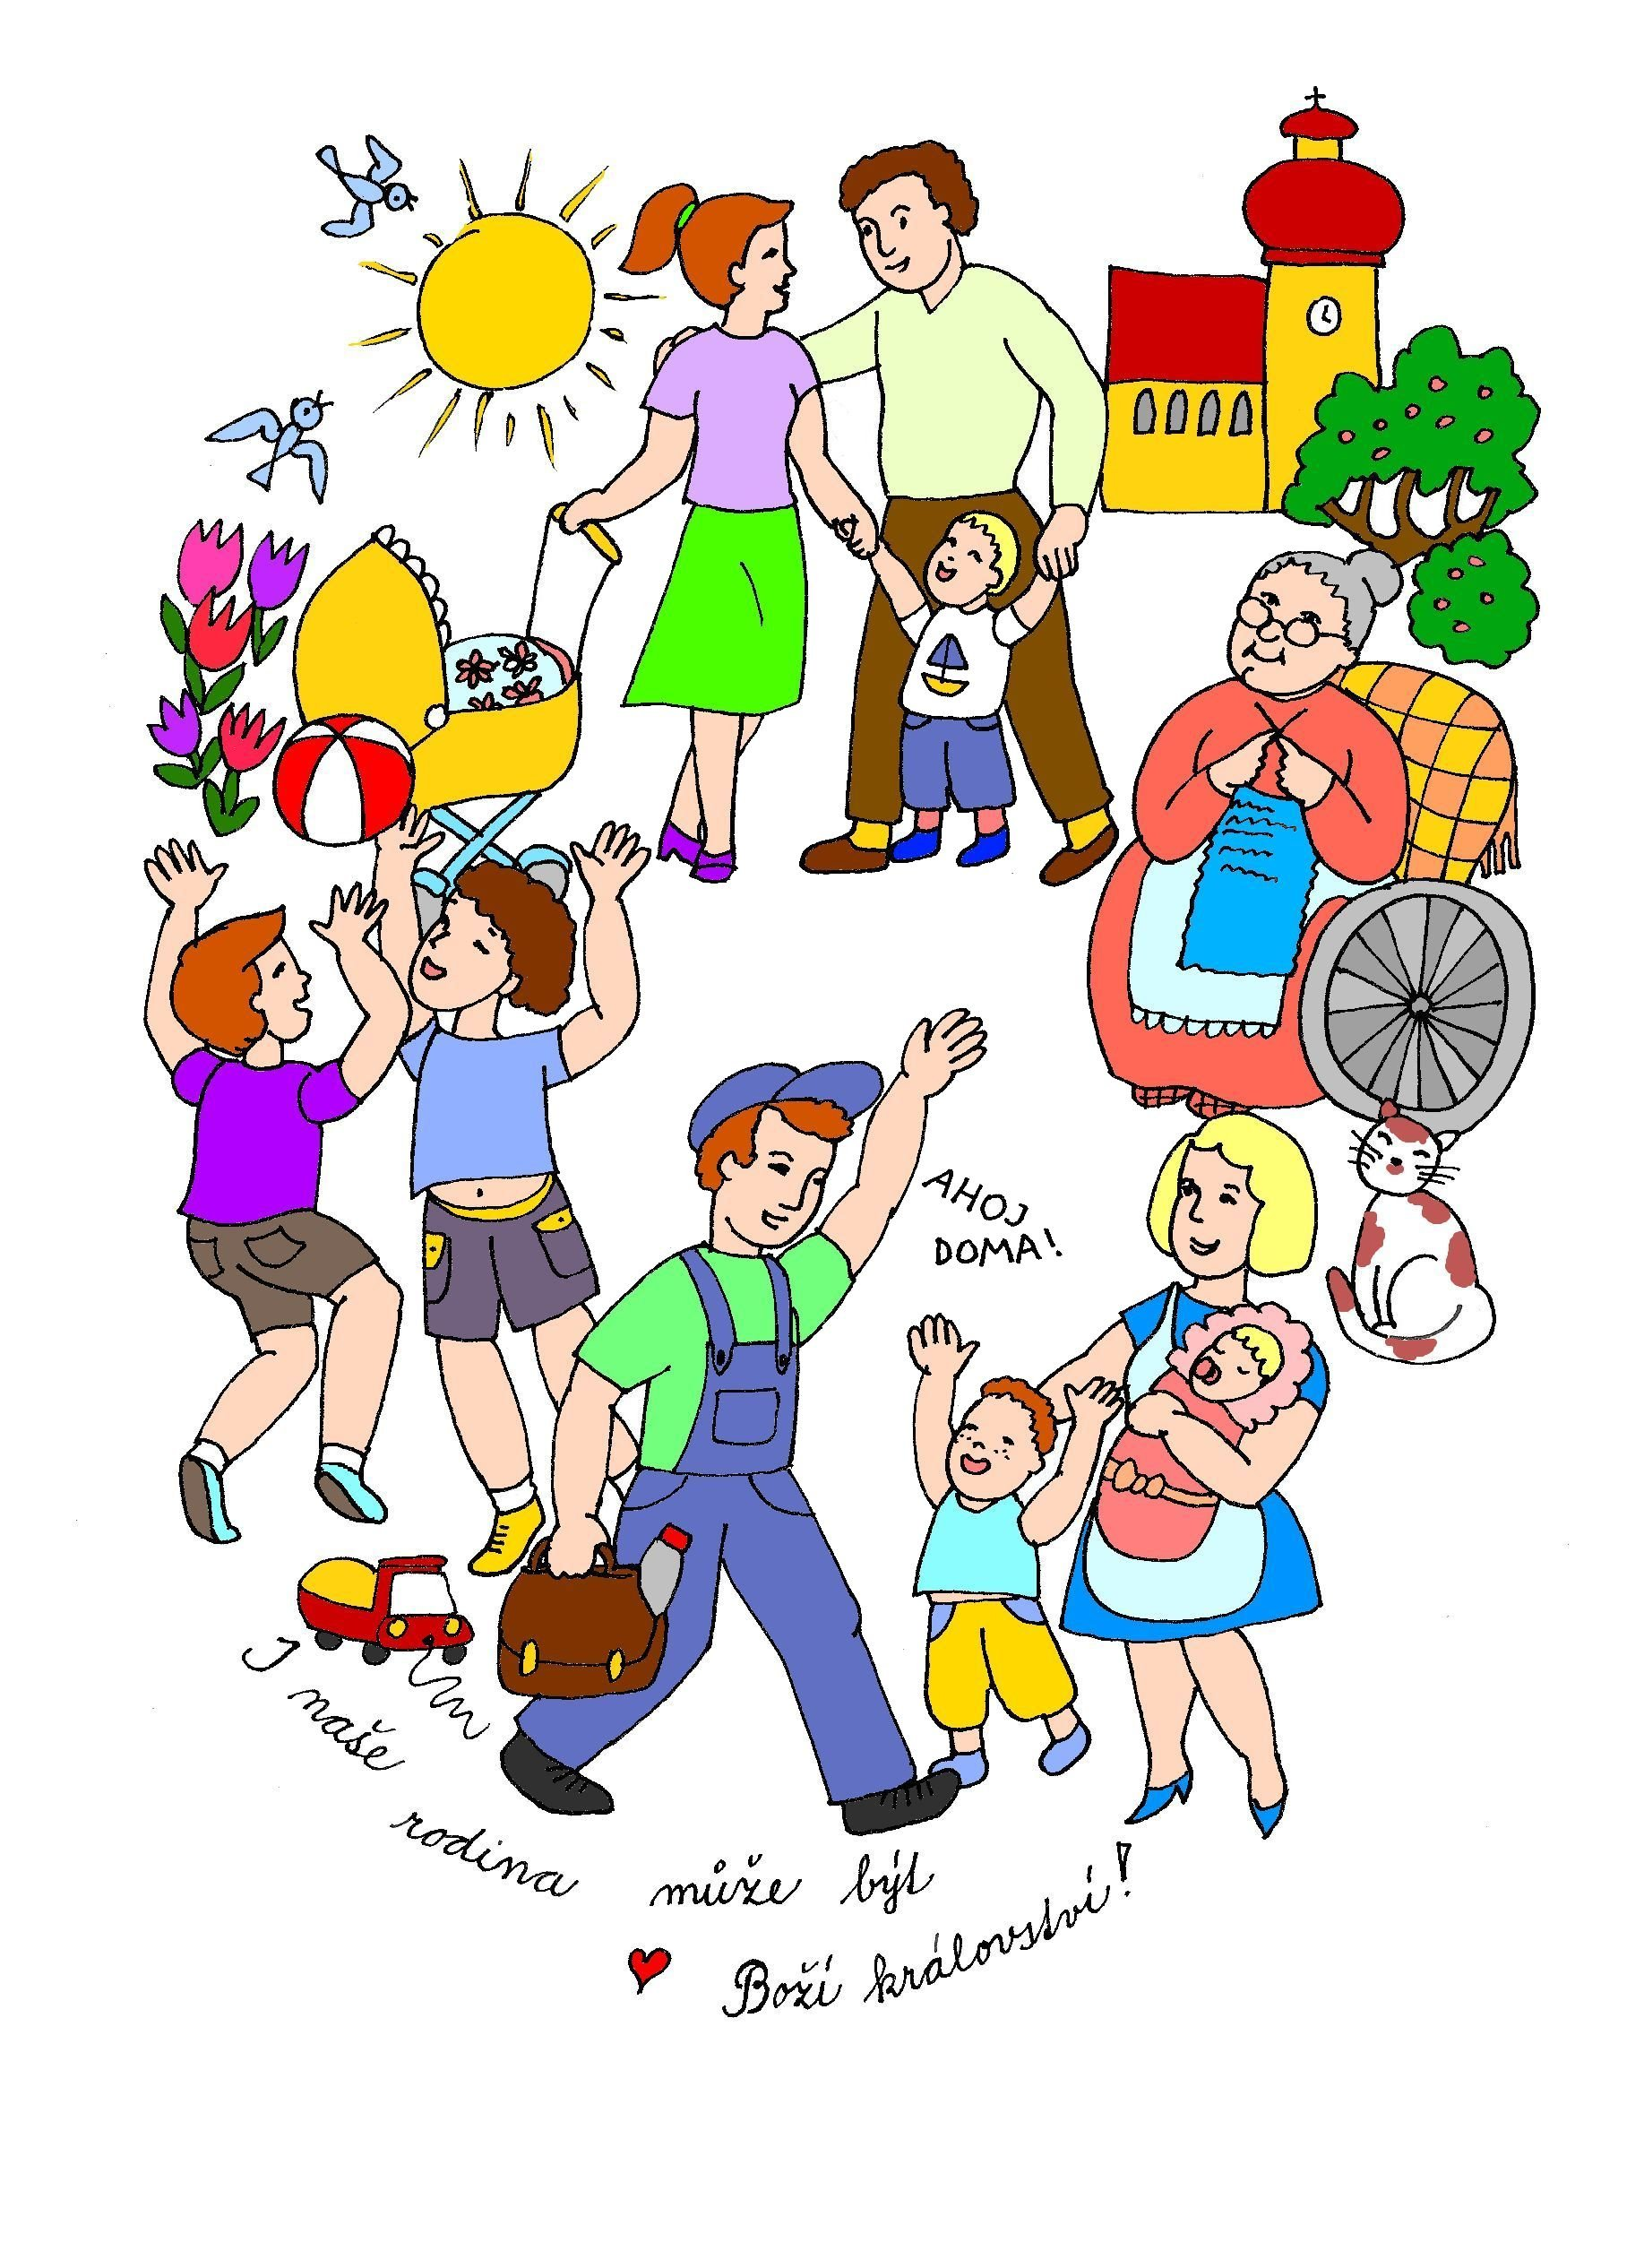 AHOJ
DOMA!
I naše rodina může být
Boží království!